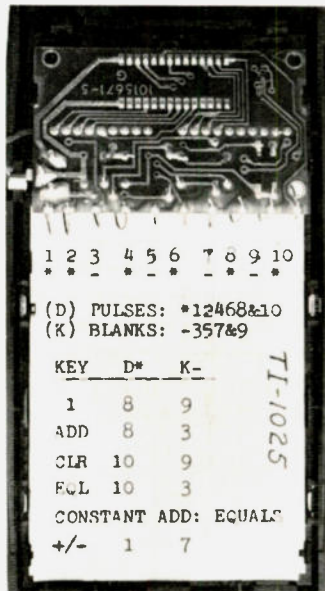 G
1015671-5
1 2 3 4 5 6 7 8 9 10
* * - * - * - * - *
(D) PULSES: *12468&10
(K) BLANKS: -357&9
KEY D* K-
1 8 9
ADD 8 3
CLR 10 9
EQL 10 3
CONSTANT ADD: EQUALS
+/- 1 7
TI-1025